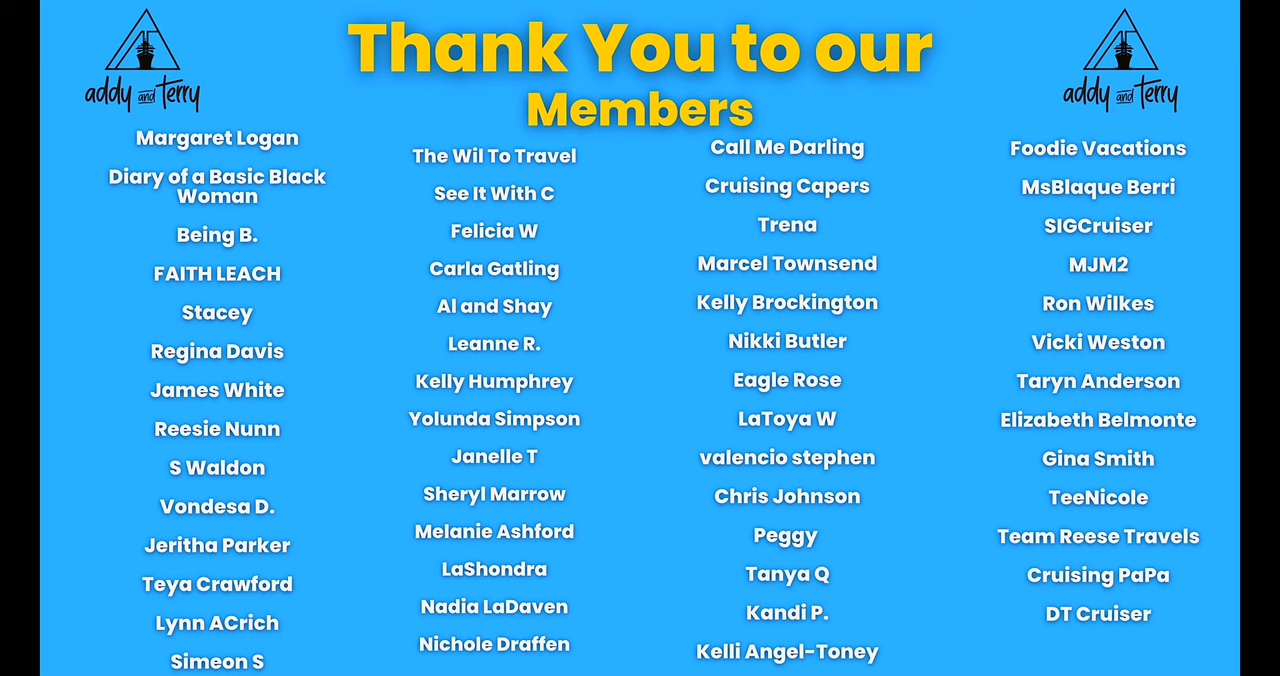 addy and terry
Thank You to our
Members
addy and terry
Margaret Logan
Diary of a Basic Black
Woman
Being B.
FAITH LEACH
Stacey
Regina Davis
James White
Reesie Nunn
S Waldon
Vondesa D.
Jeritha Parker
Teya Crawford
Lynn ACrich
Simeon S
The Wil To Travel
See It With C
Felicia W
Carla Gatling
Al and Shay
Leanne R.
Kelly Humphrey
Yolunda Simpson
Janelle T
Sheryl Marrow
Melanie Ashford
LaShondra
Nadia LaDaven
Nichole Draffen
Call Me Darling
Cruising Capers
Trena
Marcel Townsend
Kelly Brockington
Nikki Butler
Eagle Rose
LaToya W
valencio stephen
Chris Johnson
Peggy
Tanya Q
Kandi P.
Kelli Angel-Toney
Foodie Vacations
MsBlaque Berri
SIGCruiser
MJM2
Ron Wilkes
Vicki Weston
Taryn Anderson
Elizabeth Belmonte
Gina Smith
TeeNicole
Team Reese Travels
Cruising PaPa
DT Cruiser